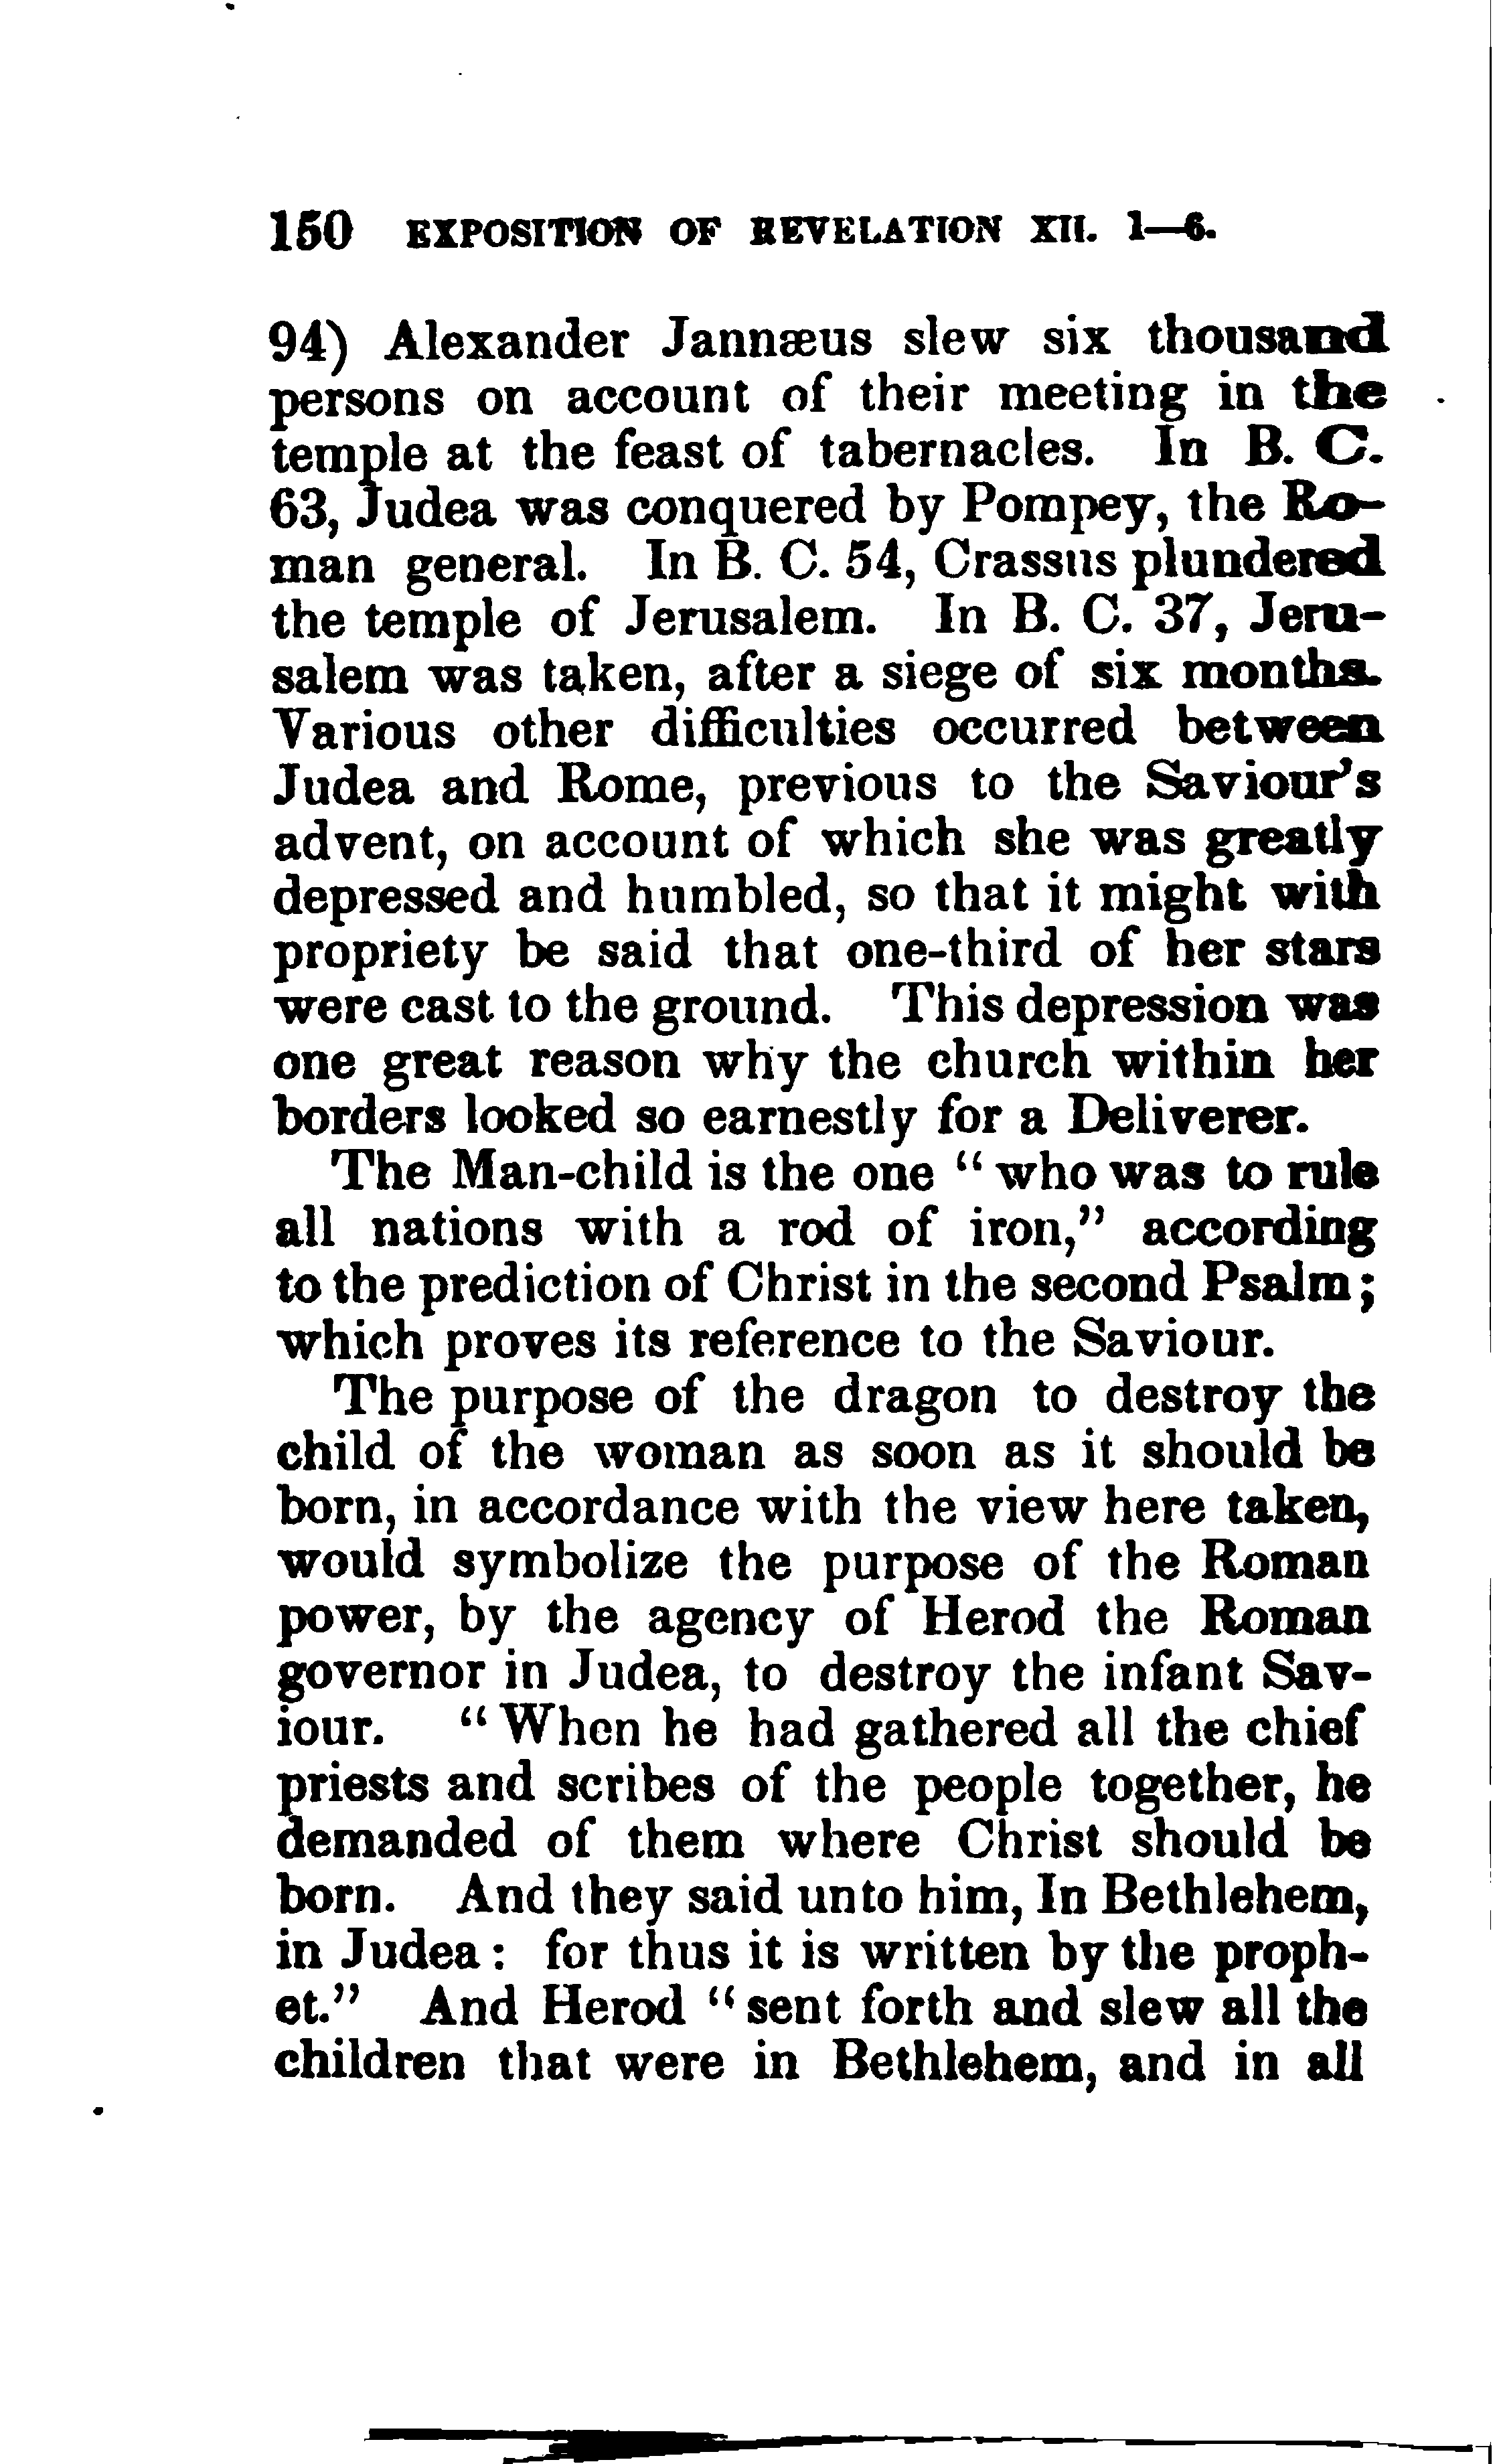 150 EXPOSITION OF REVELATION XII. 1—6.
94) Alexander Jannæus slew six thousand
persons on account of their meeting in the
temple at the feast of tabernacles. In B. C.
63, Judea was conquered by Pompey, the Ro-
man general. In B. C. 54, Crassus plundered
the temple of Jerusalem. In B. C. 37, Jeru-
salem was taken, after a siege of six months.
Various other difficulties occurred between
Judea and Rome, previous to the Saviour's
advent, on account of which she was greatly
depressed and humbled, so that it might with
propriety be said that one-third of her stars
were cast to the ground. This depression was
one great reason why the church within her
borders looked so earnestly for a Deliverer.
The Man-child is the one “ who was to rule
all nations with a rod of iron,” according
to the prediction of Christ in the second Psalm;
which proves its reference to the Saviour.
The purpose of the dragon to destroy the
child of the woman as soon as it should be
born, in accordance with the view here taken,
would symbolize the purpose of the Roman
power, by the agency of Herod the Roman
governor in Judea, to destroy the infant Sav-
iour. “ When he had gathered all the chief
priests and scribes of the people together, he
demanded of them where Christ should be
born. And they said unto him, In Bethlehem,
in Judea: for thus it is written by the proph-
et.” And Herod “ sent forth and slew all the
children that were in Bethlehem, and in all